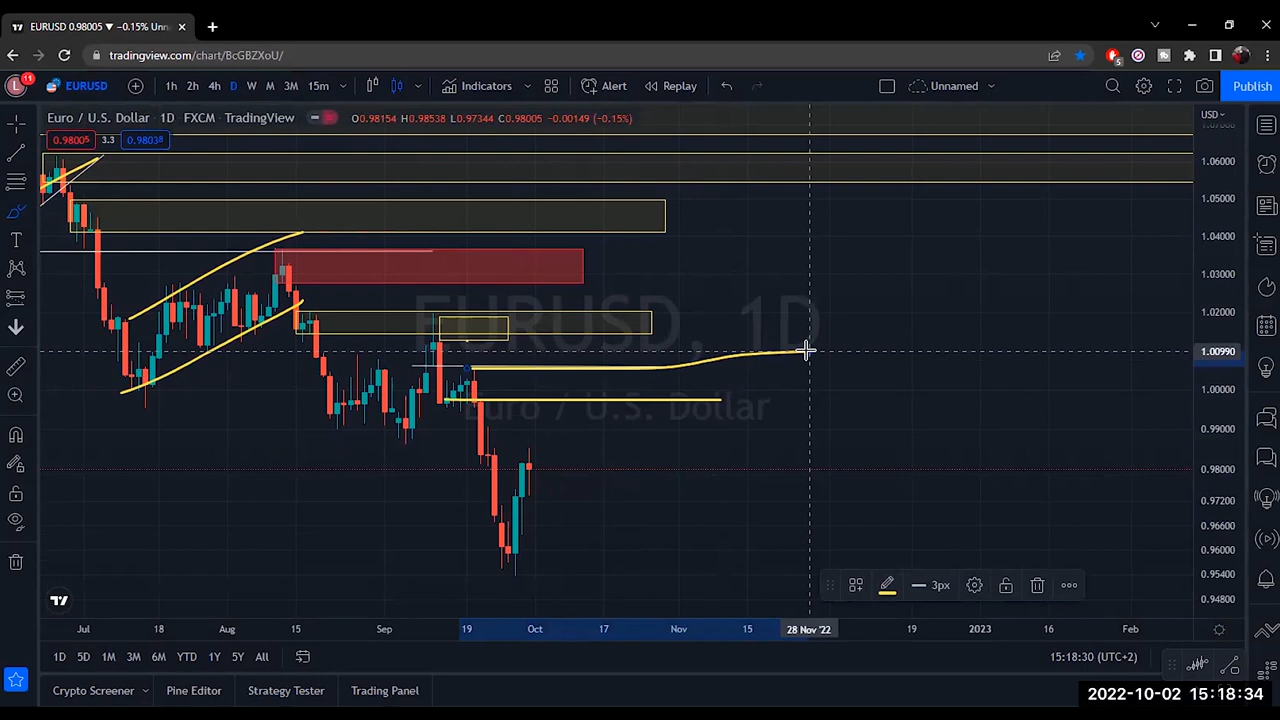 EURUSD 0.98005 ▼ −0.15% Unn
tradingview.com/chart/BcGBZXoU/
5
L 11 EURUSD 1h 2h 4h D W M 3M 15m Indicators Alert Replay Unnamed Publish
Euro / U.S. Dollar · 1D · FXCM · TradingView O0.98154 H0.98538 L0.97344 C0.98005 −0.00149 (−0.15%) USD
0.98005 3.3 0.98038
1.07000
1.06000
1.05000
1.04000
1.03000
1.02000
1.00990
1.00000
0.99000
0.98000
0.97200
0.96600
0.96000
0.95400
0.94800
EURUSD, 1D
Euro / U.S. Dollar
3px
Jul 18 Aug 15 Sep 19 Oct 17 Nov 15 28 Nov '22 19 2023 16 Feb
1D 5D 1M 3M 6M YTD 1Y 5Y All 15:18:30 (UTC+2)
Crypto Screener Pine Editor Strategy Tester Trading Panel
2022-10-02 15:18:34